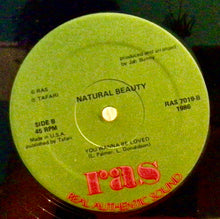 produced and arr. by
Jah Bunny
℗ RAS
© TAFARI
NATURAL BEAUTY
SIDE B
45 RPM
Made in U.S.A.
published by Tafari
RAS 7019-B
1986
YOU WANNA BE LOVED
(L. Palmer, L. Donaldson)
ras
REAL AUTHENTIC SOUND